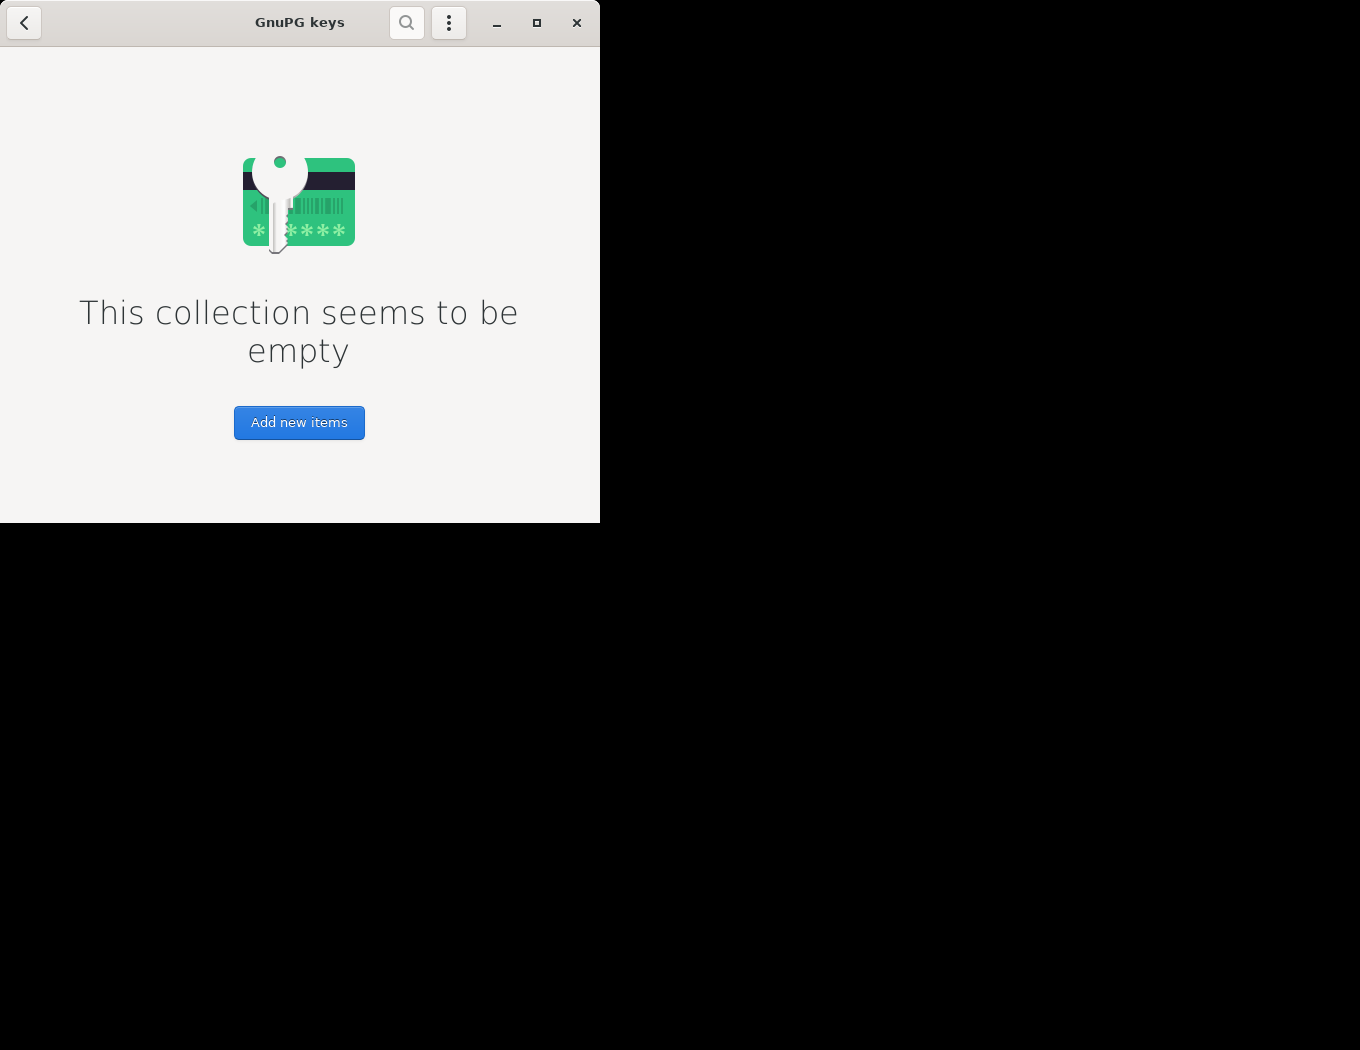 GnuPG keys
* * * * *
This collection seems to be
empty
Add new items